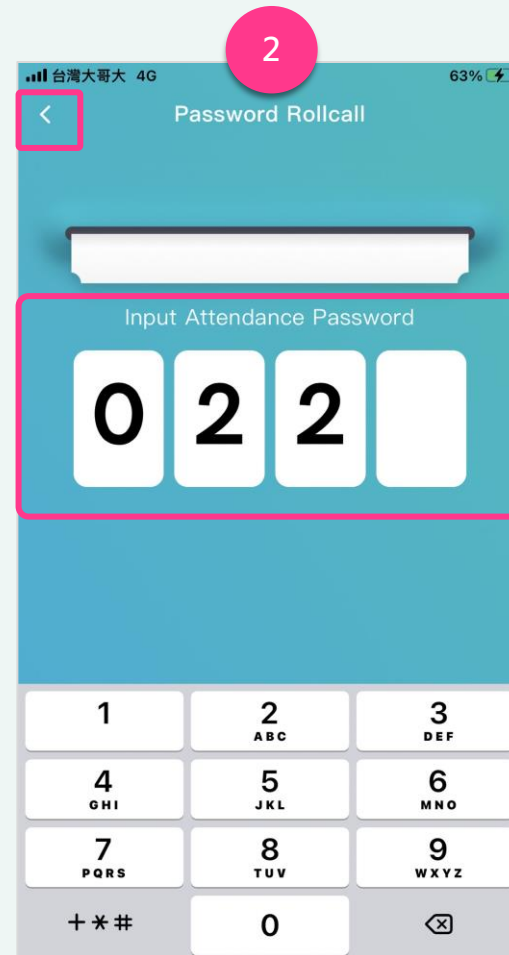 2
台灣大哥大 4G 63%
Password Rollcall
Input Attendance Password
0 2 2
1 2 3
ABC DEF
4 5 6
GHI JKL MNO
7 8 9
PQRS TUV WXYZ
+*# 0